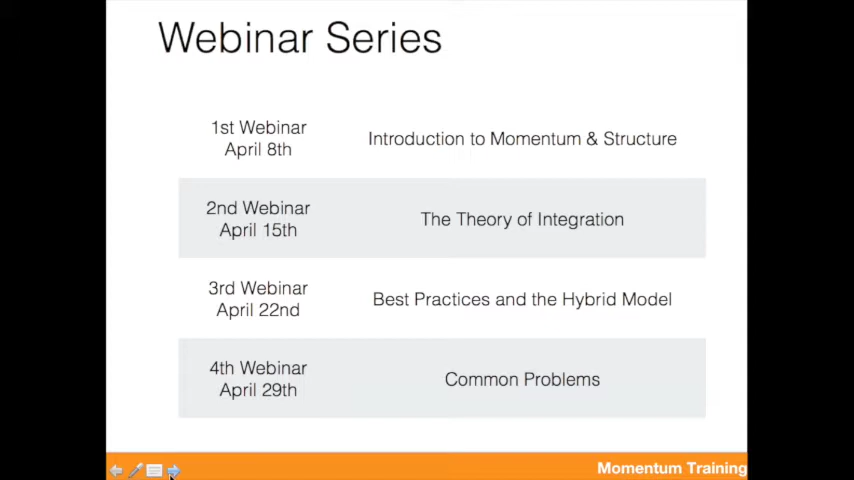 Webinar Series
1st Webinar
April 8th
Introduction to Momentum & Structure
2nd Webinar
April 15th
The Theory of Integration
3rd Webinar
April 22nd
Best Practices and the Hybrid Model
4th Webinar
April 29th
Common Problems
Momentum Training